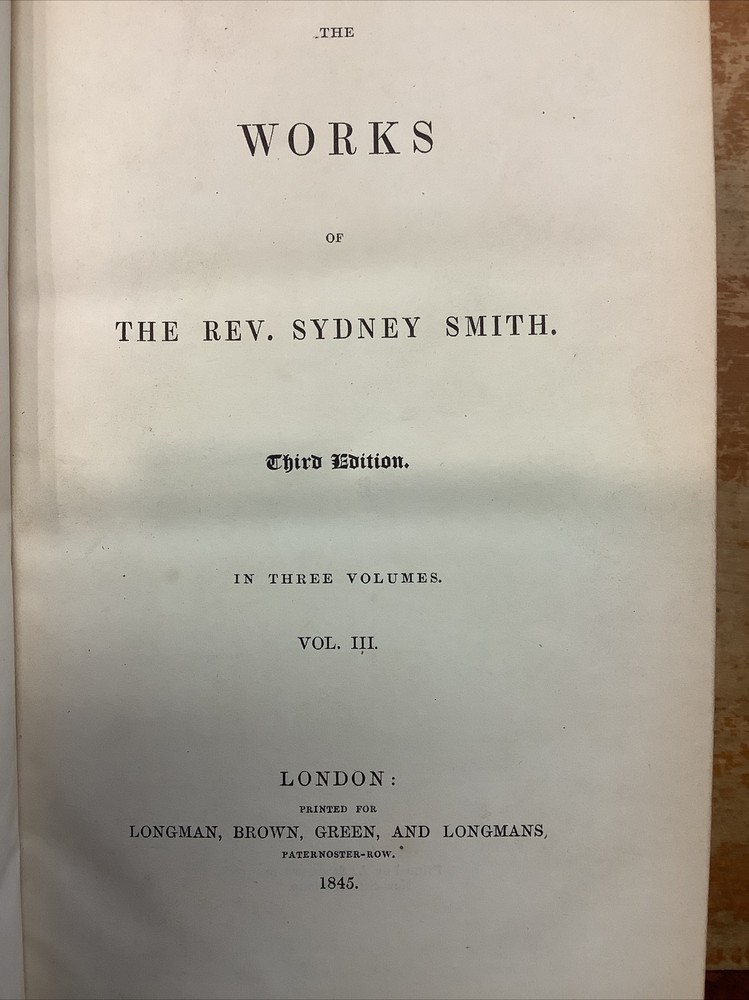 THE
WORKS
OF
THE REV. SYDNEY SMITH.
Third Edition.
IN THREE VOLUMES.
VOL. III.
LONDON:
PRINTED FOR
LONGMAN, BROWN, GREEN, AND LONGMANS,
PATERNOSTER-ROW.
1845.